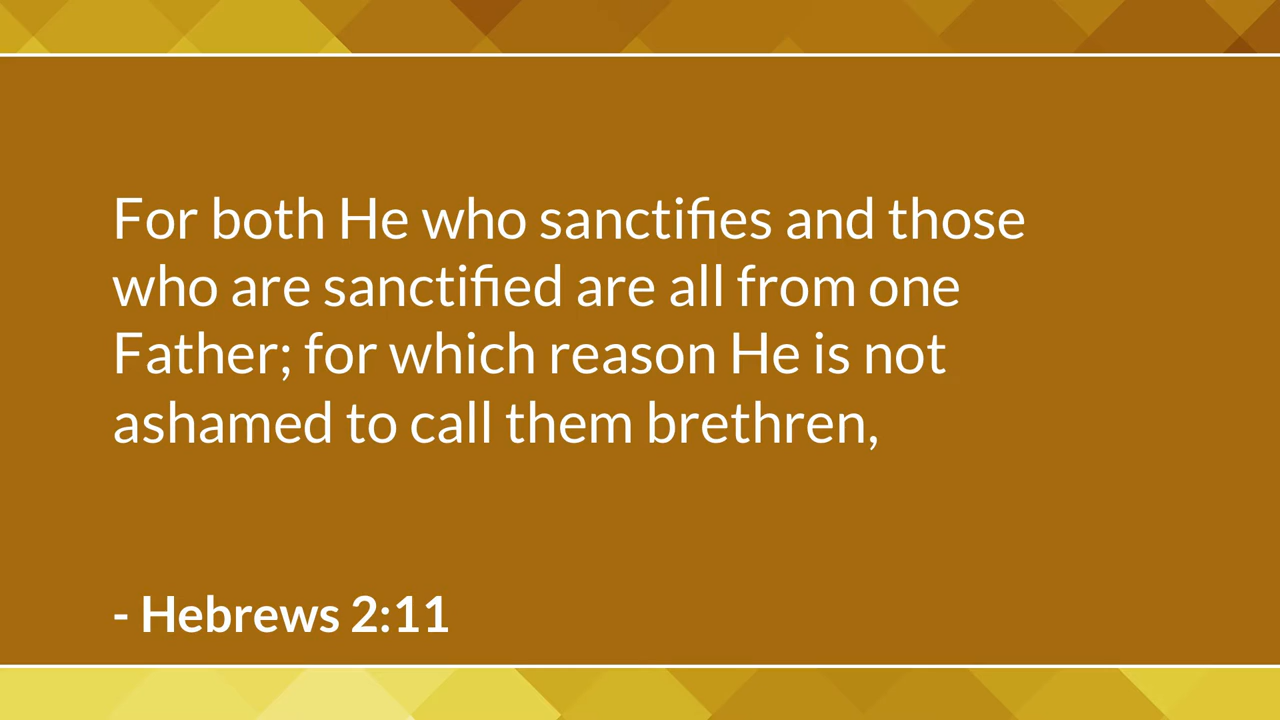 For both He who sanctifies and those
who are sanctified are all from one
Father; for which reason He is not
ashamed to call them brethren,
- Hebrews 2:11